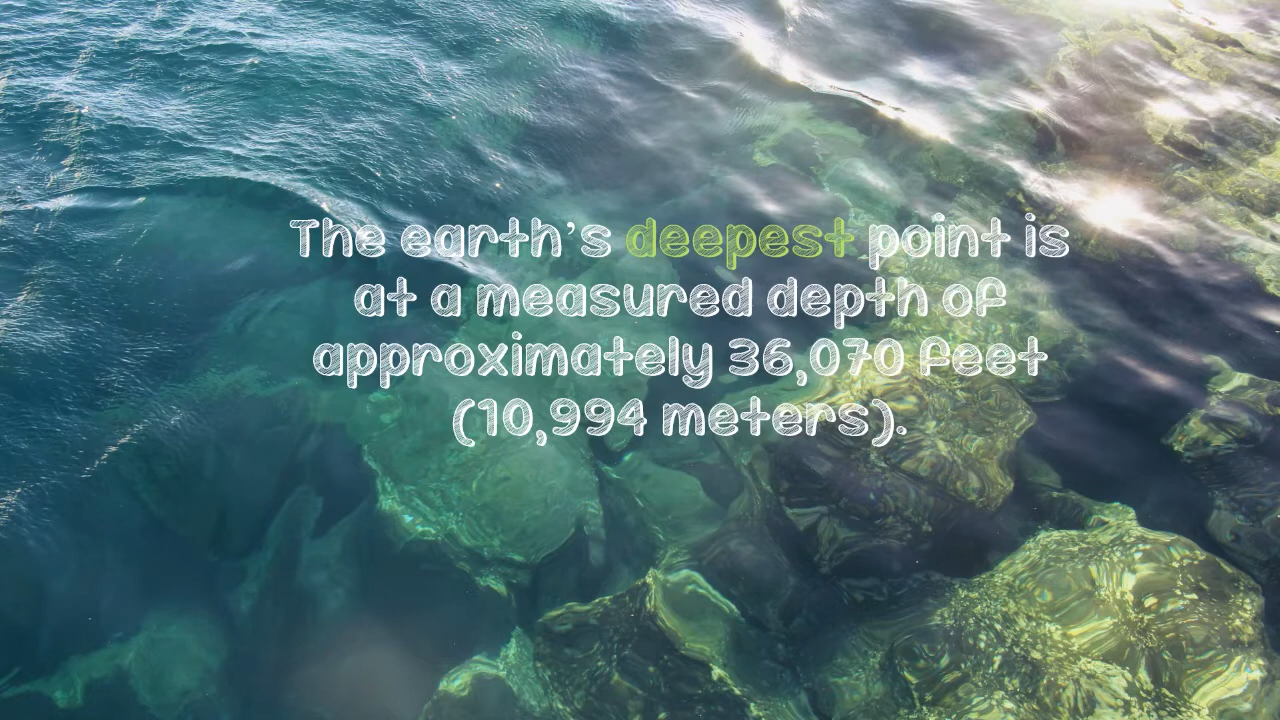 The earth’s deepest point is
at a measured depth of
approximately 36,070 feet
(10,994 meters).